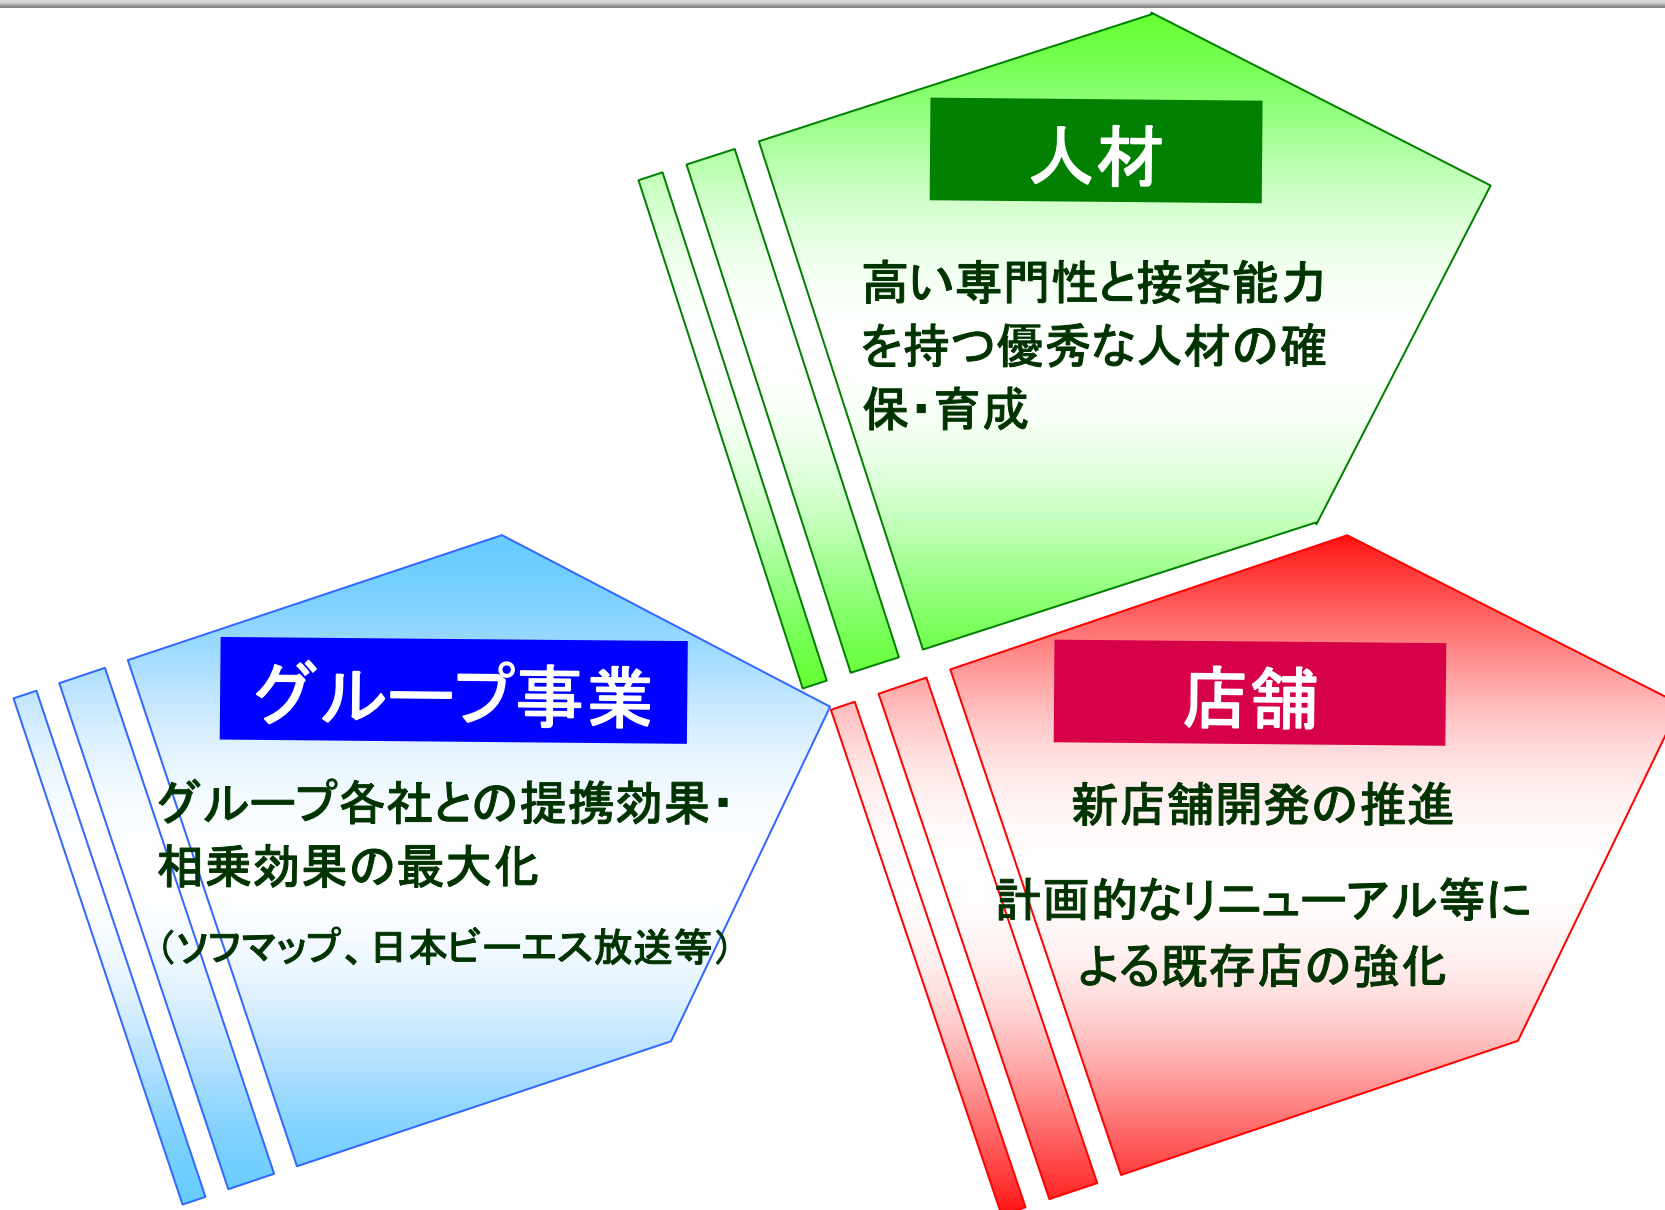 人材
高い専門性と接客能力
を持つ優秀な人材の確
保・育成
グループ事業
グループ各社との提携効果・
相乗効果の最大化
（ソフマップ、日本ビーエス放送等）
店舗
新店舗開発の推進
計画的なリニューアル等に
よる既存店の強化